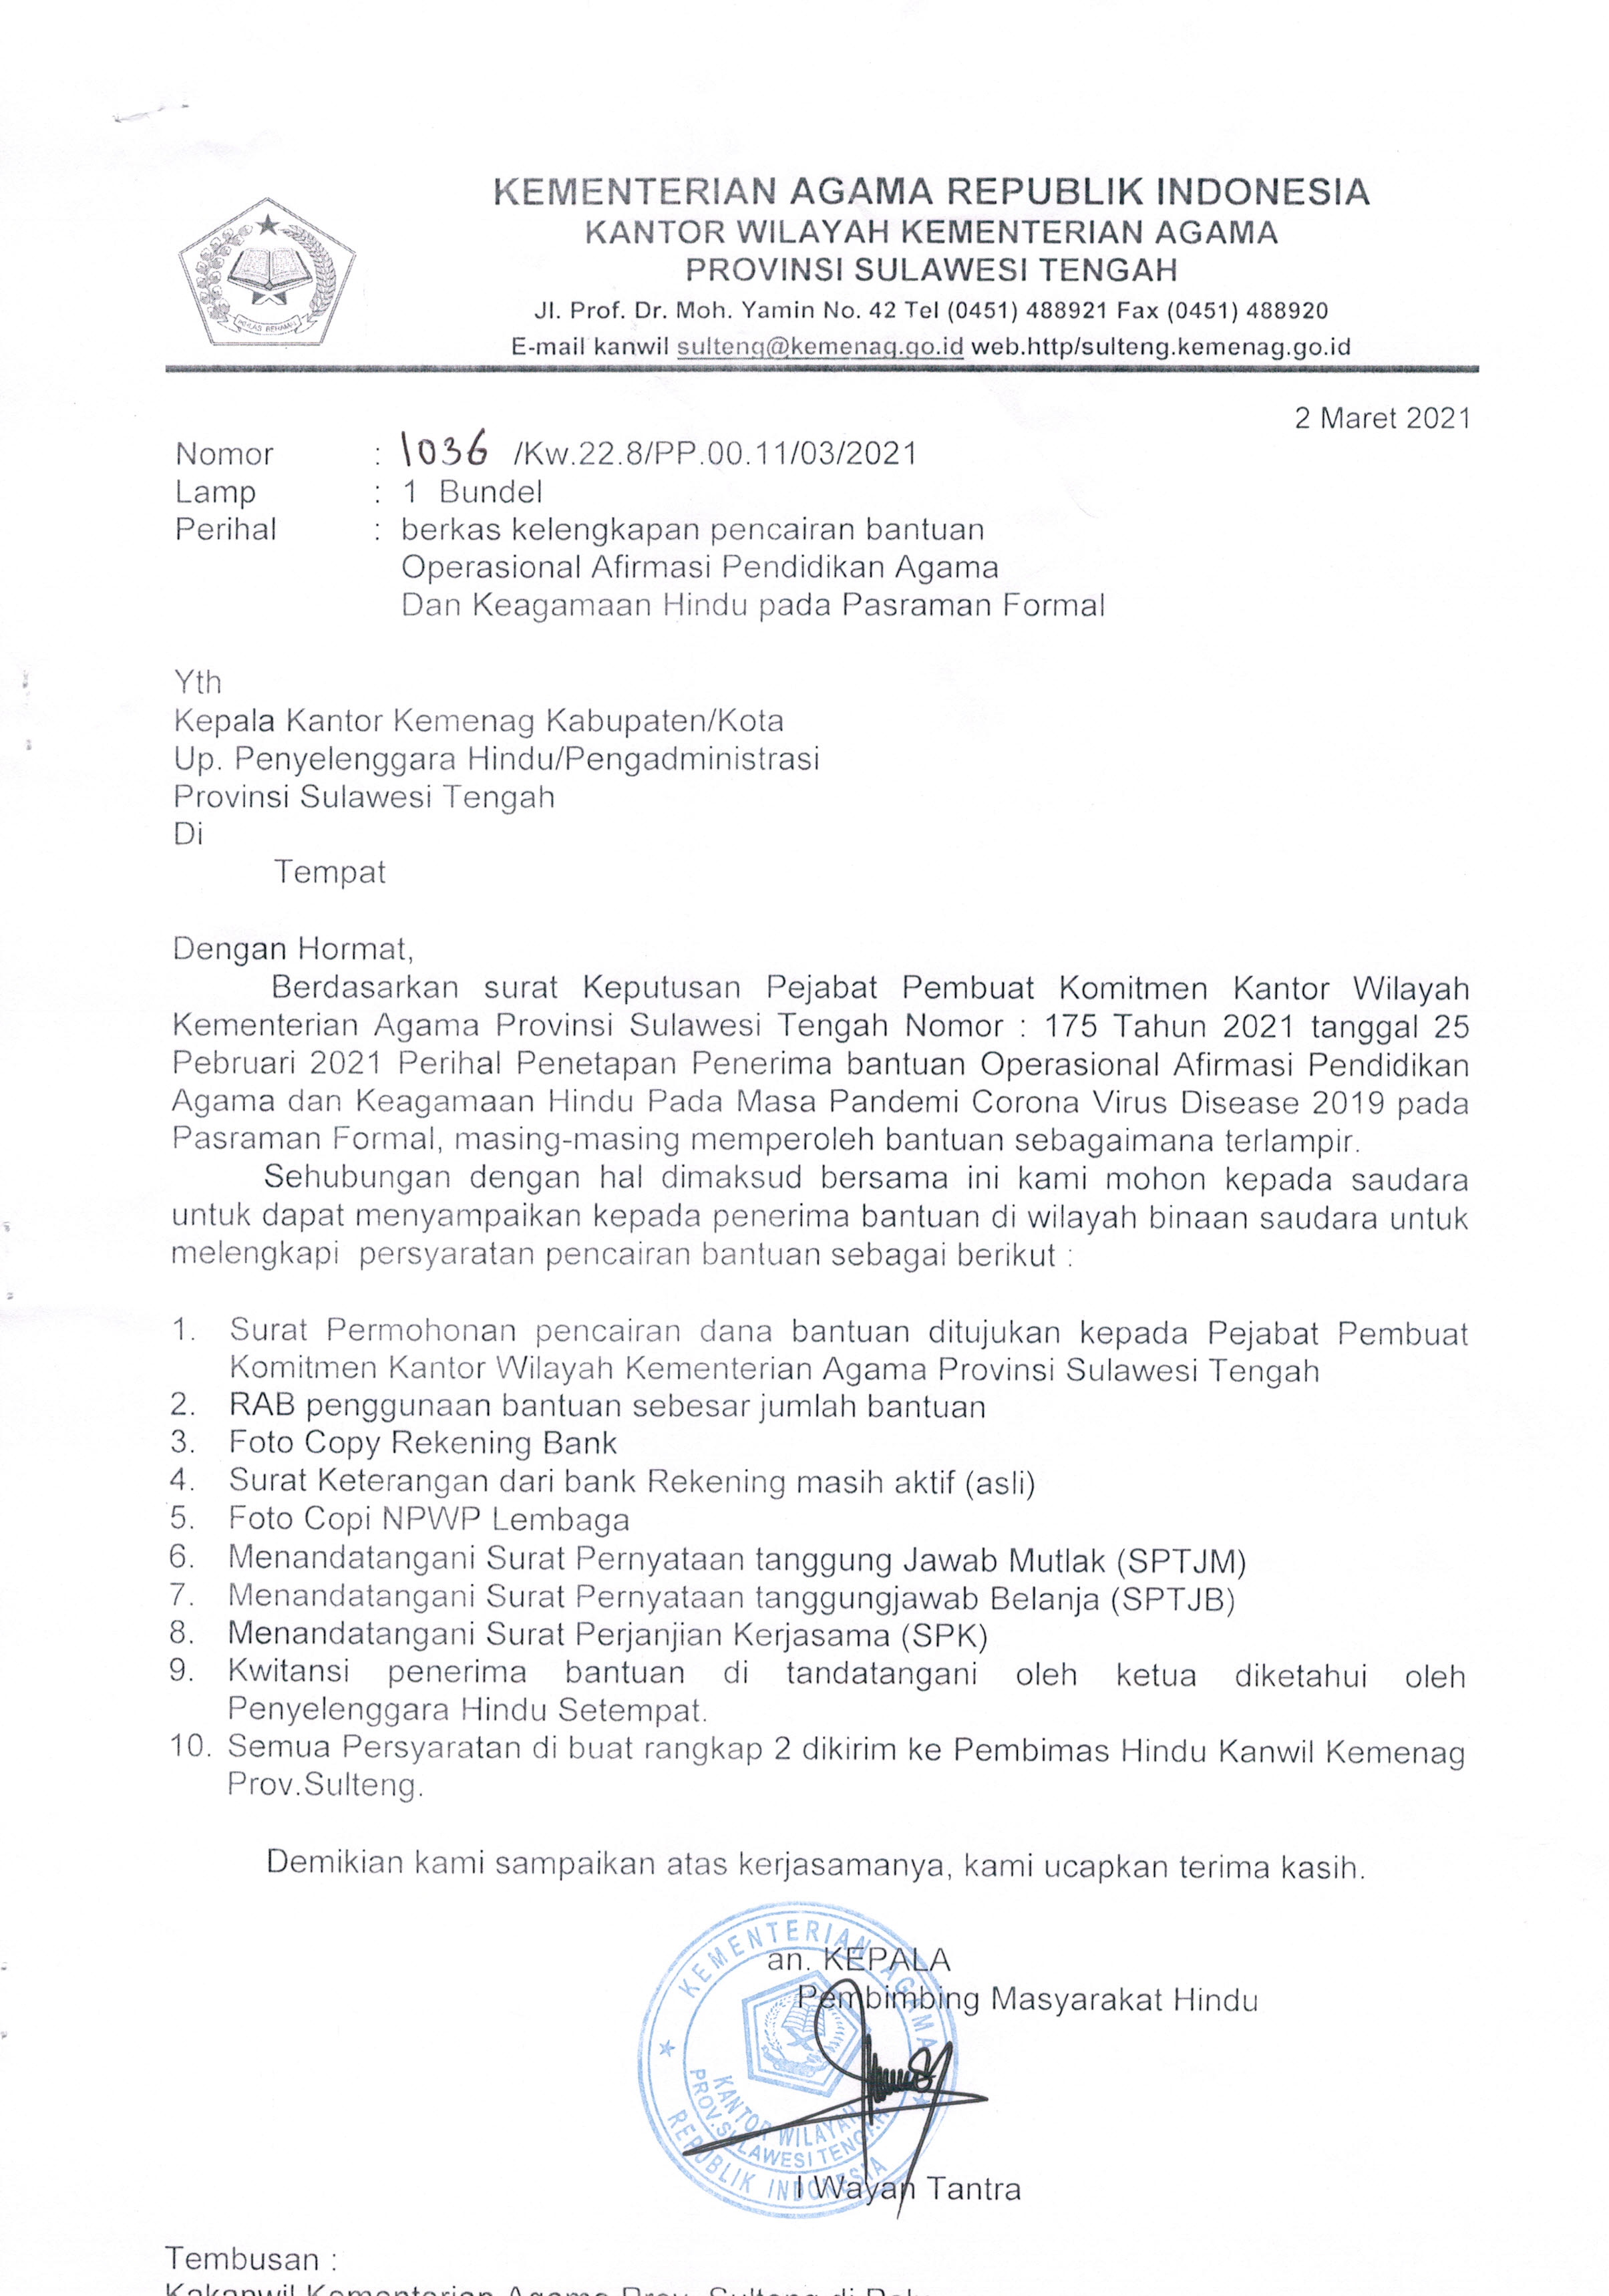 KEMENTERIAN AGAMA REPUBLIK INDONESIA
KANTOR WILAYAH KEMENTERIAN AGAMA
PROVINSI SULAWESI TENGAH
Jl. Prof. Dr. Moh. Yamin No. 42 Tel (0451) 488921 Fax (0451) 488920
E-mail kanwil sulteng@kemenag.go.id web.http/sulteng.kemenag.go.id
IKHLAS BERAMAL
2 Maret 2021
Nomor : 1036 /Kw.22.8/PP.00.11/03/2021
Lamp : 1 Bundel
Perihal : berkas kelengkapan pencairan bantuan
Operasional Afirmasi Pendidikan Agama
Dan Keagamaan Hindu pada Pasraman Formal
Yth
Kepala Kantor Kemenag Kabupaten/Kota
Up. Penyelenggara Hindu/Pengadministrasi
Provinsi Sulawesi Tengah
Di
Tempat
Dengan Hormat,
Berdasarkan surat Keputusan Pejabat Pembuat Komitmen Kantor Wilayah
Kementerian Agama Provinsi Sulawesi Tengah Nomor : 175 Tahun 2021 tanggal 25
Pebruari 2021 Perihal Penetapan Penerima bantuan Operasional Afirmasi Pendidikan
Agama dan Keagamaan Hindu Pada Masa Pandemi Corona Virus Disease 2019 pada
Pasraman Formal, masing-masing memperoleh bantuan sebagaimana terlampir.
Sehubungan dengan hal dimaksud bersama ini kami mohon kepada saudara
untuk dapat menyampaikan kepada penerima bantuan di wilayah binaan saudara untuk
melengkapi persyaratan pencairan bantuan sebagai berikut :
1. Surat Permohonan pencairan dana bantuan ditujukan kepada Pejabat Pembuat
Komitmen Kantor Wilayah Kementerian Agama Provinsi Sulawesi Tengah
2. RAB penggunaan bantuan sebesar jumlah bantuan
3. Foto Copy Rekening Bank
4. Surat Keterangan dari bank Rekening masih aktif (asli)
5. Foto Copi NPWP Lembaga
6. Menandatangani Surat Pernyataan tanggung Jawab Mutlak (SPTJM)
7. Menandatangani Surat Pernyataan tanggungjawab Belanja (SPTJB)
8. Menandatangani Surat Perjanjian Kerjasama (SPK)
9. Kwitansi penerima bantuan di tandatangani oleh ketua diketahui oleh
Penyelenggara Hindu Setempat.
10. Semua Persyaratan di buat rangkap 2 dikirim ke Pembimas Hindu Kanwil Kemenag
Prov.Sulteng.
Demikian kami sampaikan atas kerjasamanya, kami ucapkan terima kasih.
an. KEPALA
Pembimbing Masyarakat Hindu
KEMENTERIAN AGAMA
KANTOR WILAYAH
PROV.SULAWESI TENGAH
REPUBLIK INDONESIA
I Wayan Tantra
Tembusan :
Kakanwil Kementerian Agama Prov. Sulteng di Palu